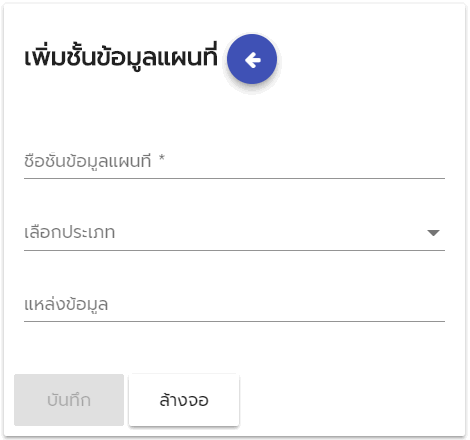 เพิ่มชั้นข้อมูลแผนที่
ชื่อชั้นข้อมูลแผนที่ *
เลือกประเภท
แหล่งข้อมูล
บันทึก
ล้างจอ